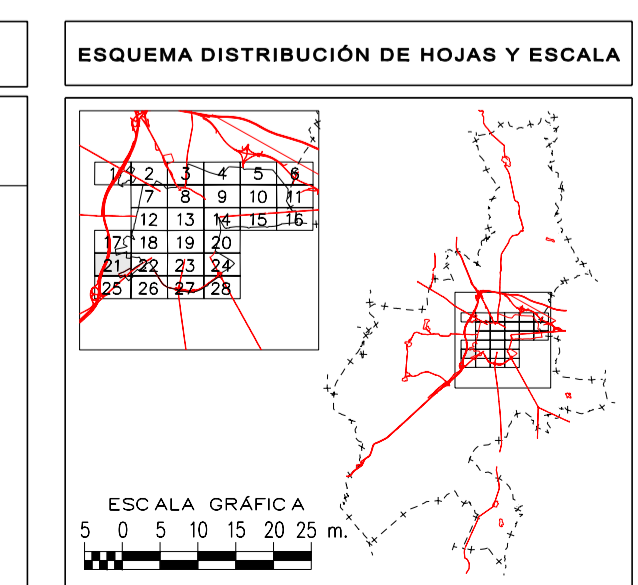 ESQUEMA DISTRIBUCIÓN DE HOJAS Y ESCALA
1 2 3 4 5 6
7 8 9 10 11
12 13 14 15 16
17 18 19 20
21 22 23 24
25 26 27 28
ESCALA GRÁFICA
5 0 5 10 15 20 25 m.